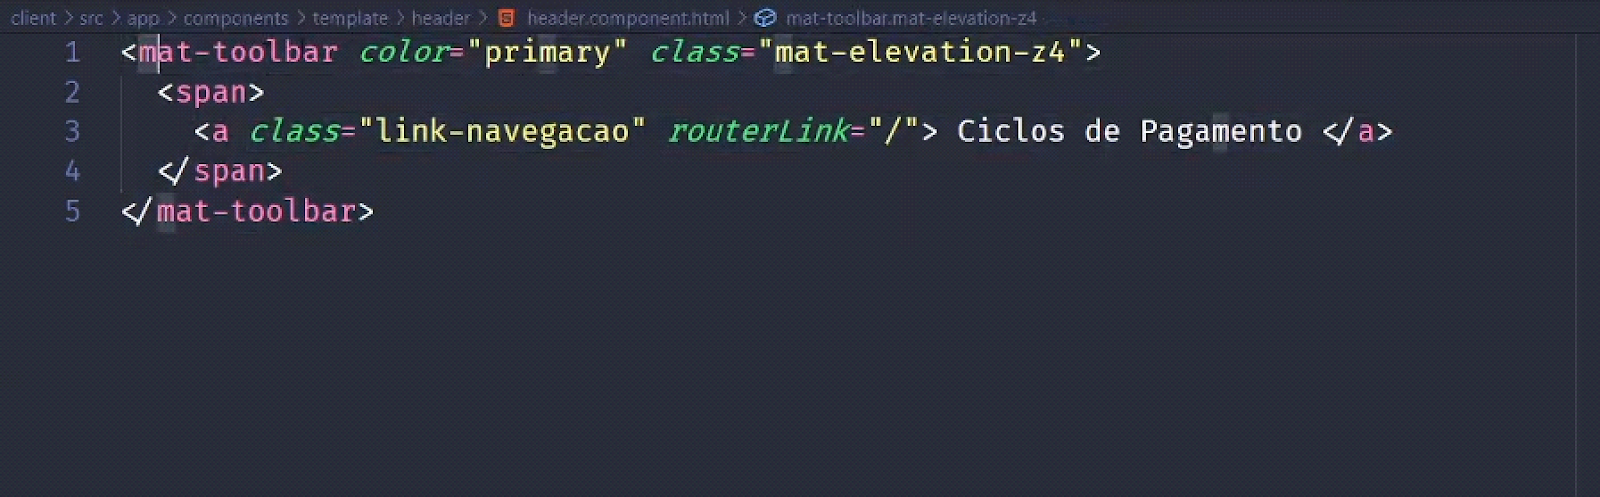 client > src > app > components > template > header > header.component.html > mat-toolbar.mat-elevation-z4
1 <mat-toolbar color="primary" class="mat-elevation-z4">
2 <span>
3 <a class="link-navegacao" routerLink="/"> Ciclos de Pagamento </a>
4 </span>
5 </mat-toolbar>